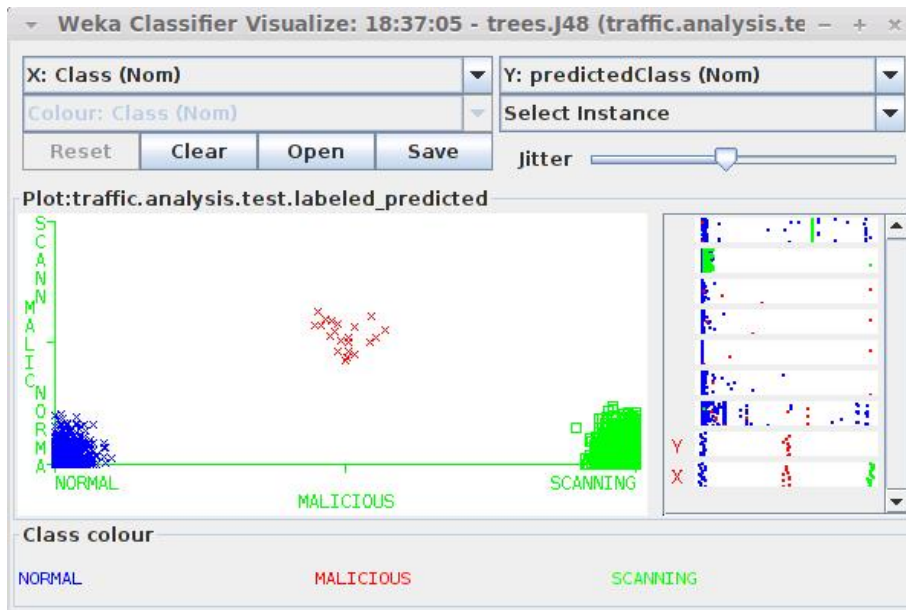 Weka Classifier Visualize: 18:37:05 - trees.J48 (traffic.analysis.te
X: Class (Nom)
Y: predictedClass (Nom)
Colour: Class (Nom)
Select Instance
Reset
Clear
Open
Save
Jitter
Plot:traffic.analysis.test.labeled_predicted
SCANN
MALIC
NORMA
NORMAL
MALICIOUS
SCANNING
Y
X
Class colour
NORMAL
MALICIOUS
SCANNING